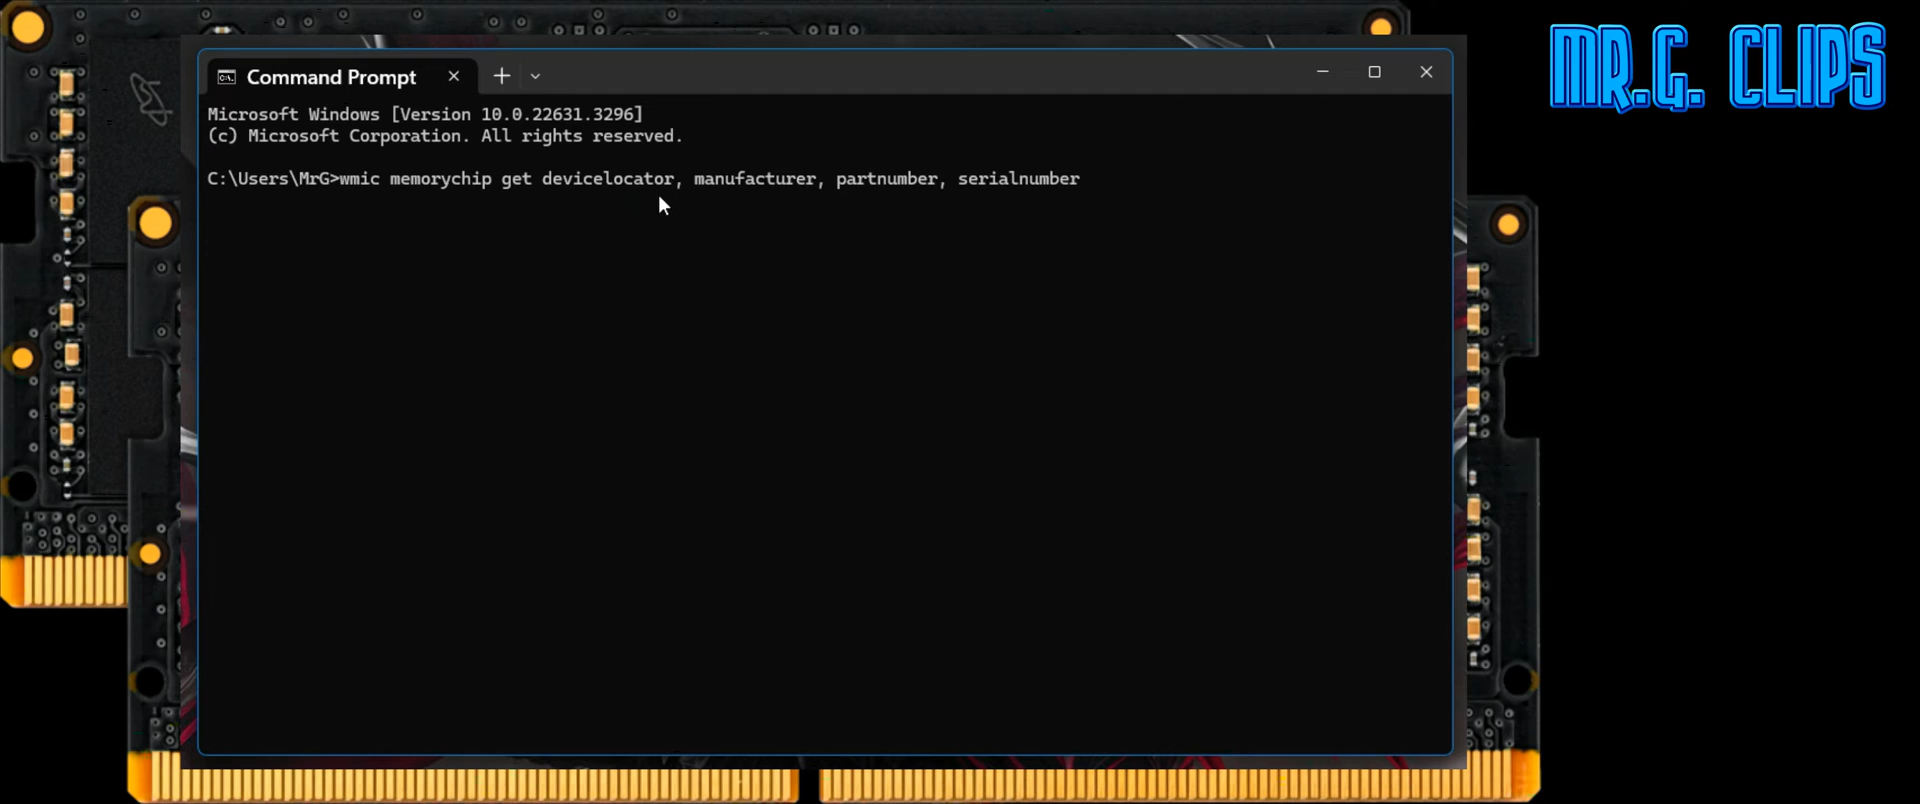 MR.G. CLIPS
Command Prompt
Microsoft Windows [Version 10.0.22631.3296]
(c) Microsoft Corporation. All rights reserved.
C:\Users\MrG>wmic memorychip get devicelocator, manufacturer, partnumber, serialnumber